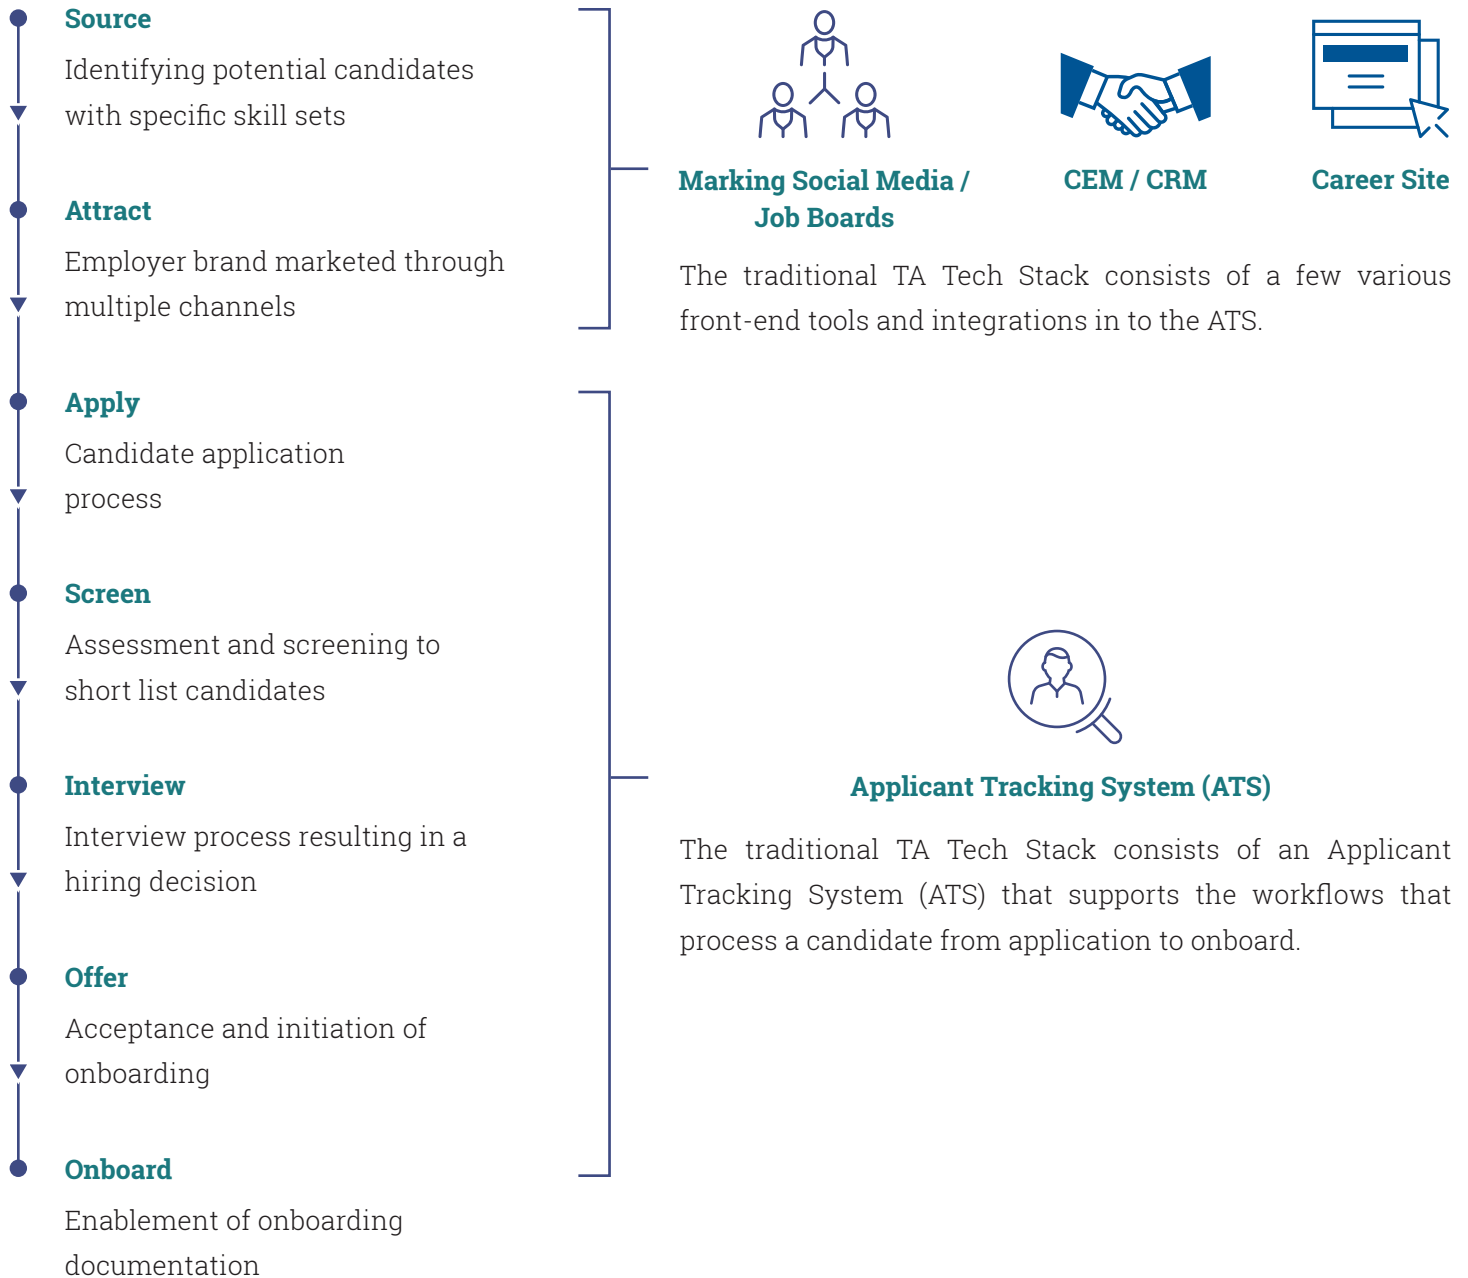 Source
Identifying potential candidates
with specific skill sets
Attract
Employer brand marketed through
multiple channels
Apply
Candidate application
process
Screen
Assessment and screening to
short list candidates
Interview
Interview process resulting in a
hiring decision
Offer
Acceptance and initiation of
onboarding
Onboard
Enablement of onboarding
documentation
Marking Social Media /
Job Boards
CEM / CRM
Career Site
The traditional TA Tech Stack consists of a few various
front-end tools and integrations in to the ATS.
Applicant Tracking System (ATS)
The traditional TA Tech Stack consists of an Applicant
Tracking System (ATS) that supports the workflows that
process a candidate from application to onboard.